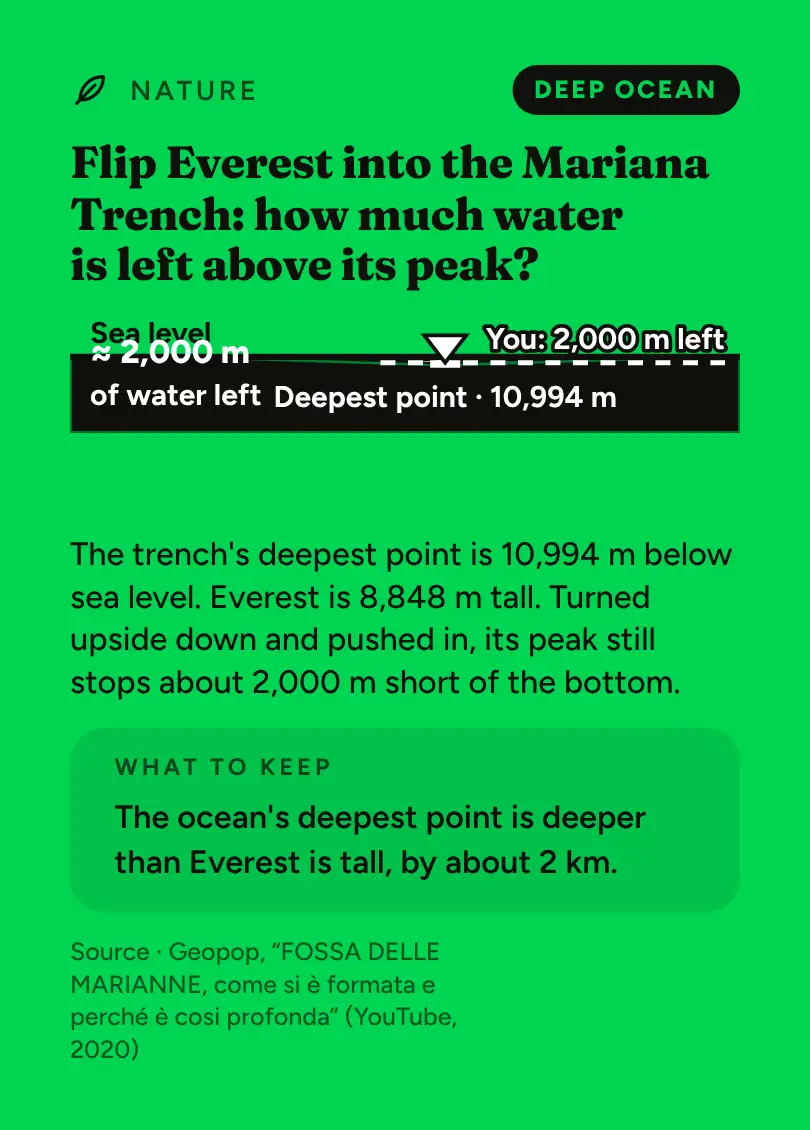 NATURE
DEEP OCEAN
Flip Everest into the Mariana
Trench: how much water
is left above its peak?
Sea level
≈ 2,000 m
of water left
You: 2,000 m left
Deepest point · 10,994 m
The trench's deepest point is 10,994 m below
sea level. Everest is 8,848 m tall. Turned
upside down and pushed in, its peak still
stops about 2,000 m short of the bottom.
WHAT TO KEEP
The ocean's deepest point is deeper
than Everest is tall, by about 2 km.
Source · Geopop, “FOSSA DELLE
MARIANNE, come si è formata e
perché è cosi profonda” (YouTube,
2020)